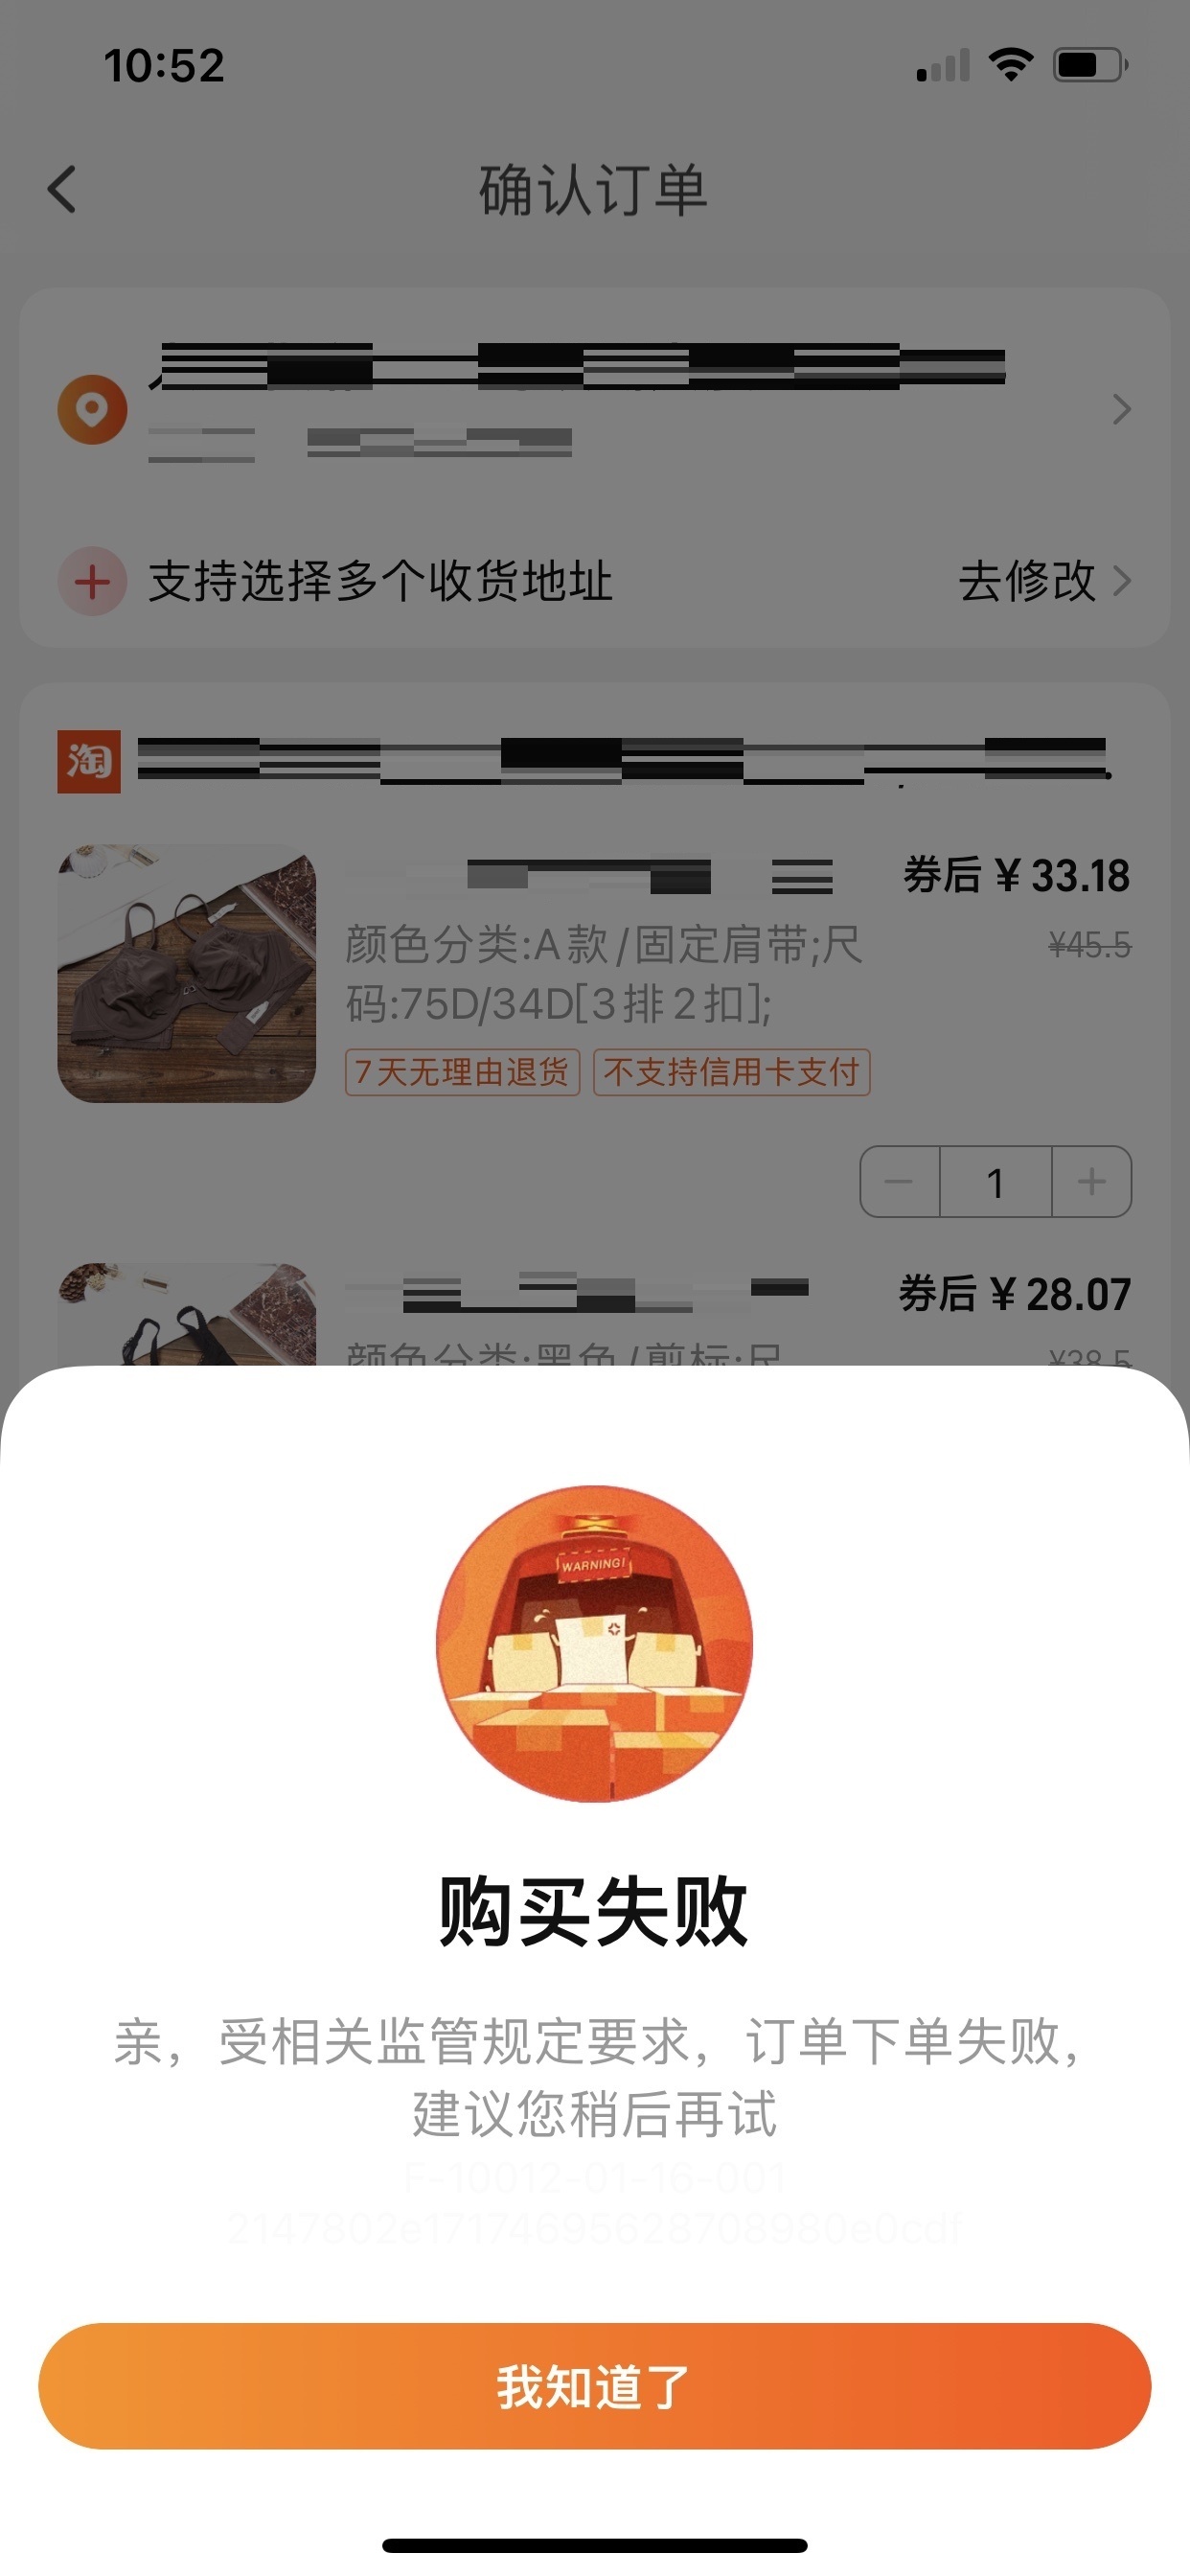 10:52
确认订单
支持选择多个收货地址
去修改
淘
券后 ¥ 33.18
颜色分类:A款/固定肩带;尺
¥45.5
码:75D/34D[3排2扣];
7天无理由退货
不支持信用卡支付
1
券后 ¥ 28.07
颜色分类:黑色/剪标;尺
¥38.5
WARNING!
购买失败
亲，受相关监管规定要求，订单下单失败，
建议您稍后再试
F-10012-01-16-001
2147802e17174695628708980e0cdf
我知道了